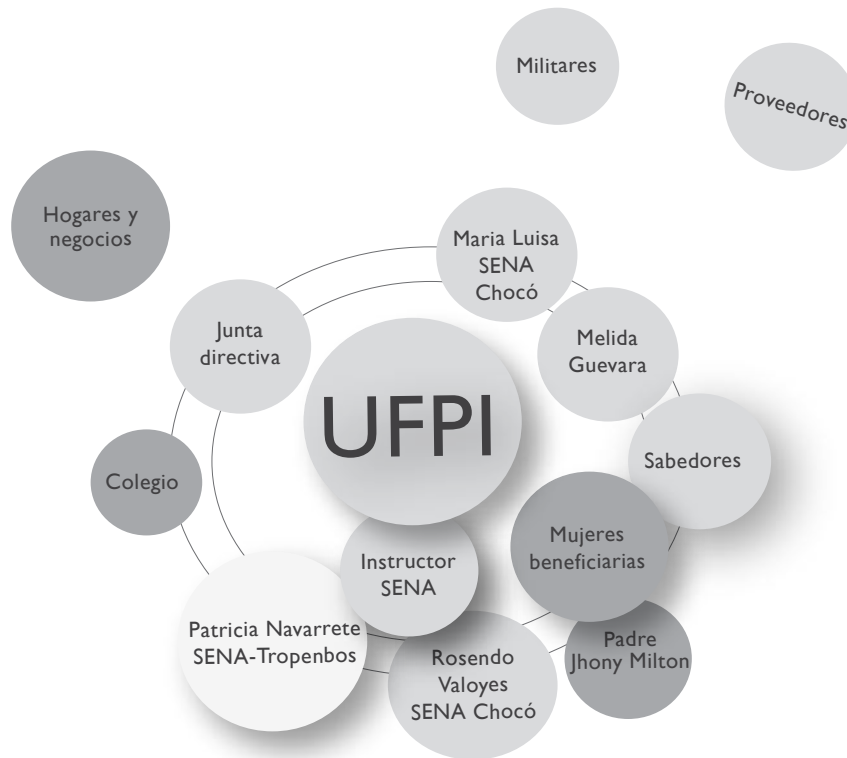 Militares
Proveedores
Hogares y
negocios
Maria Luisa
SENA
Chocó
Junta
directiva
Melida
Guevara
UFPI
Sabedores
Colegio
Mujeres
beneficiarias
Instructor
SENA
Patricia Navarrete
SENA-Tropenbos
Rosendo
Valoyes
SENA Chocó
Padre
Jhony Milton